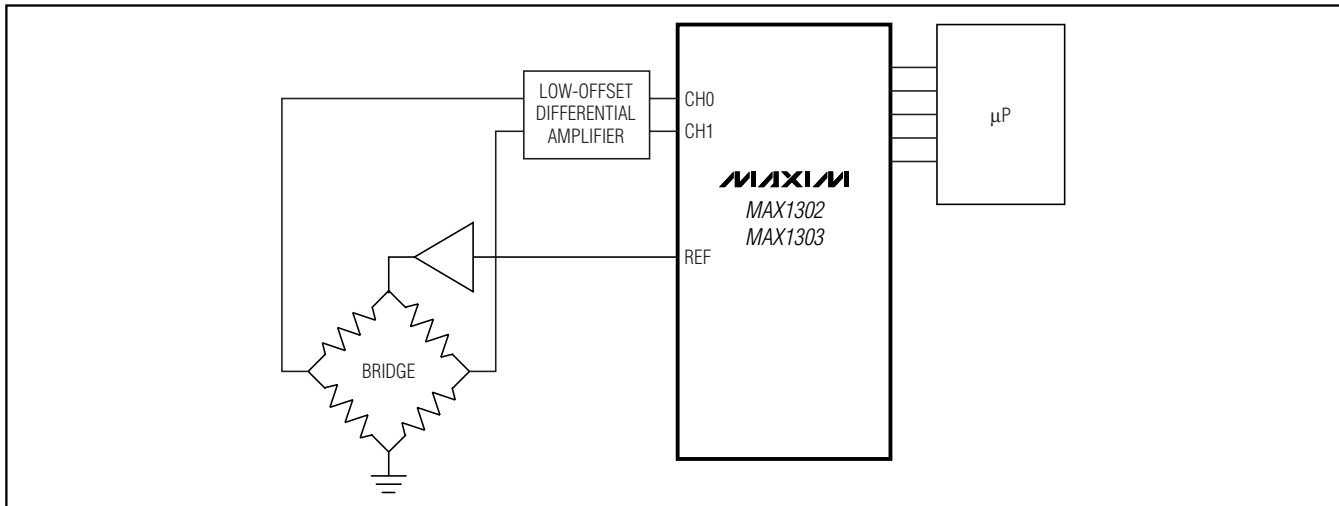 LOW-OFFSET
DIFFERENTIAL
AMPLIFIER
CH0
CH1
µP
MAXIM
MAX1302
MAX1303
REF
BRIDGE